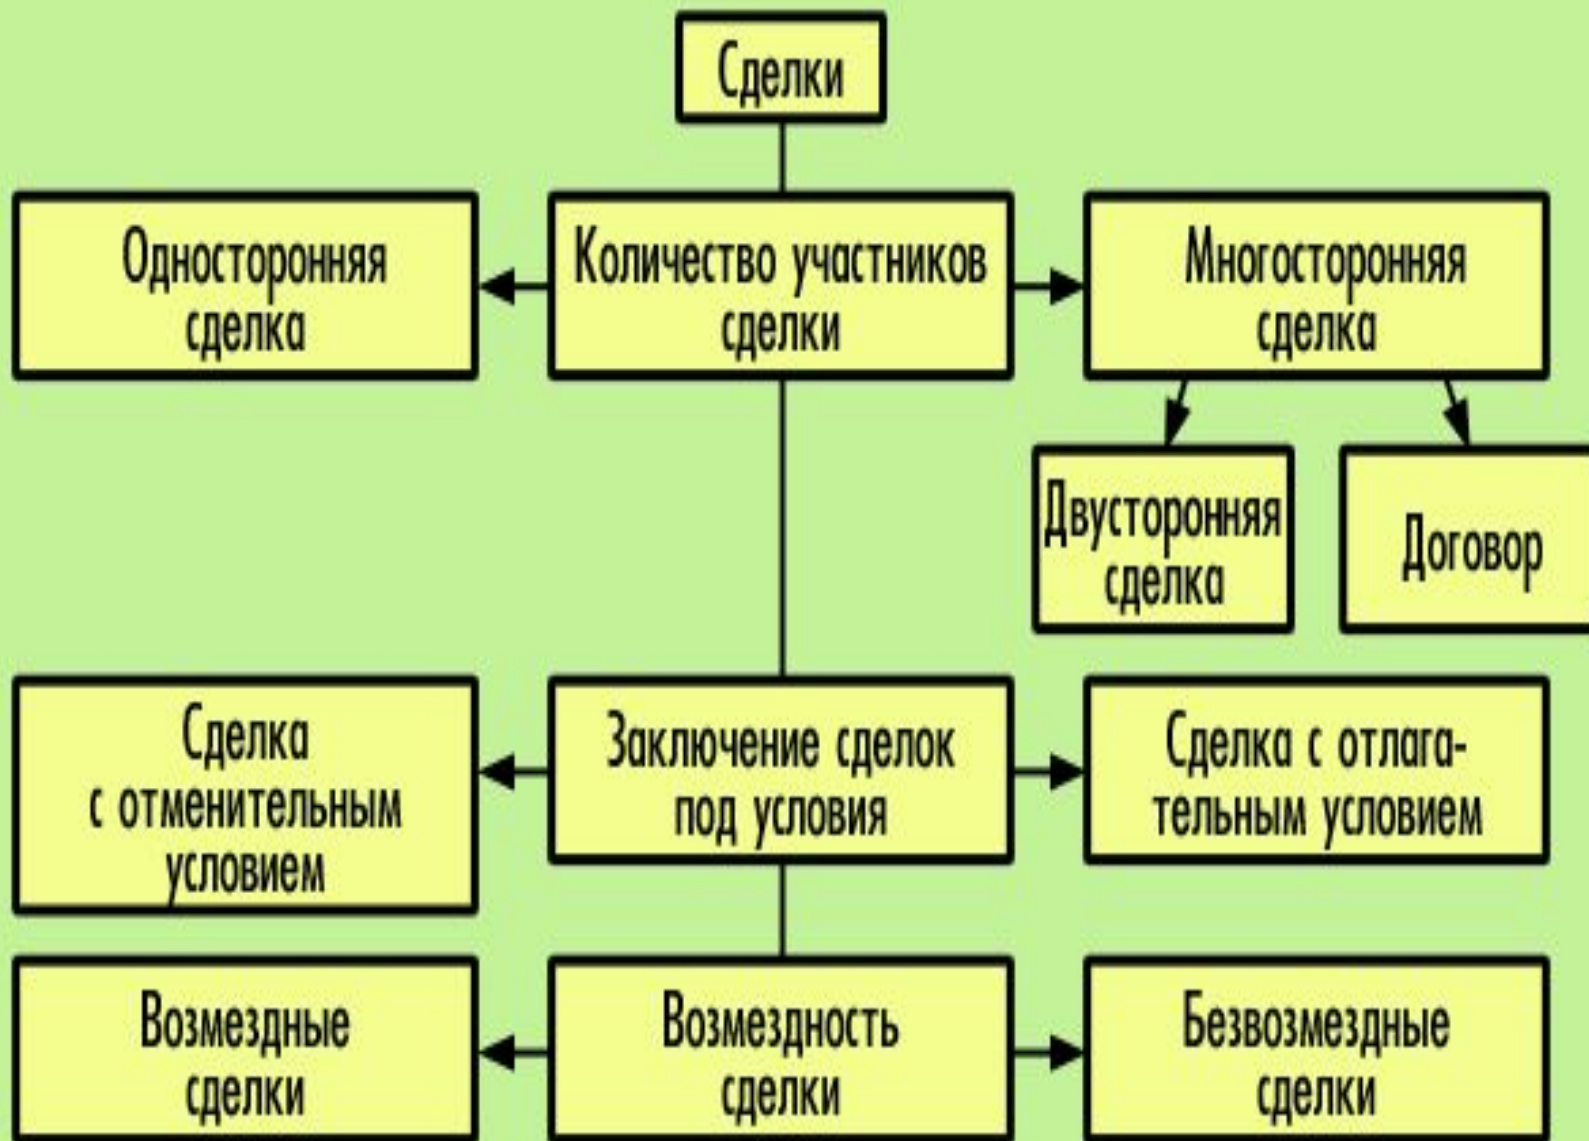 Сделки
Односторонняя
сделка
Количество участников
сделки
Многосторонняя
сделка
Двусторонняя
сделка
Договор
Сделка
с отменительным
условием
Заключение сделок
под условия
Сделка с отлага-
тельным условием
Возмездные
сделки
Возмездность
сделки
Безвозмездные
сделки